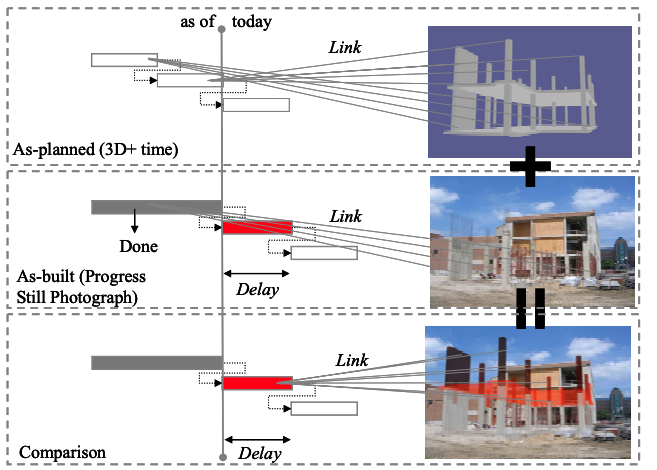 as of today
Link
As-planned (3D+ time)
Link
Done
As-built (Progress
Still Photograph)
Delay
Link
Comparison
Delay